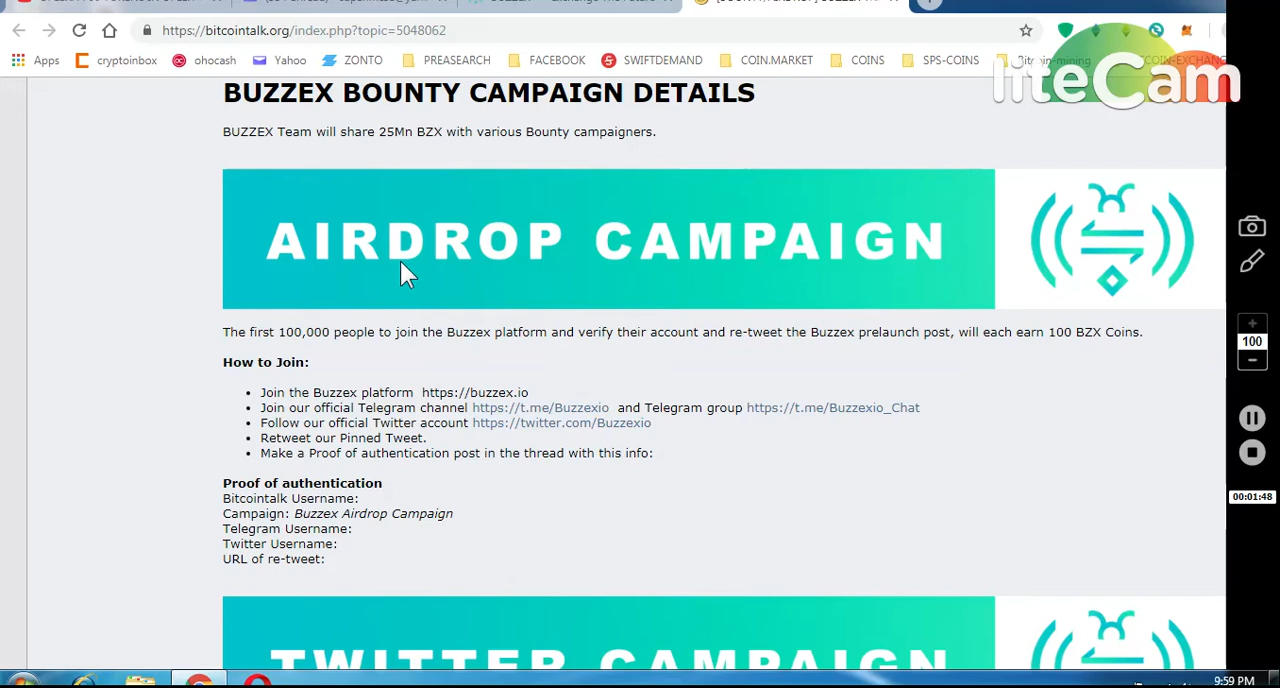 https://bitcointalk.org/index.php?topic=5048062
Apps cryptoinbox ohocash Yahoo ZONTO PREASEARCH FACEBOOK SWIFTDEMAND COIN.MARKET COINS SPS-COINS
liteCam
BUZZEX BOUNTY CAMPAIGN DETAILS
BUZZEX Team will share 25Mn BZX with various Bounty campaigners.
AIRDROP CAMPAIGN
The first 100,000 people to join the Buzzex platform and verify their account and re-tweet the Buzzex prelaunch post, will each earn 100 BZX Coins.
How to Join:
• Join the Buzzex platform https://buzzex.io
• Join our official Telegram channel https://t.me/Buzzexio and Telegram group https://t.me/Buzzexio_Chat
• Follow our official Twitter account https://twitter.com/Buzzexio
• Retweet our Pinned Tweet.
• Make a Proof of authentication post in the thread with this info:
Proof of authentication
Bitcointalk Username:
Campaign: Buzzex Airdrop Campaign
Telegram Username:
Twitter Username:
URL of re-tweet:
TWITTER CAMPAIGN
100
00:01:48
9:59 PM